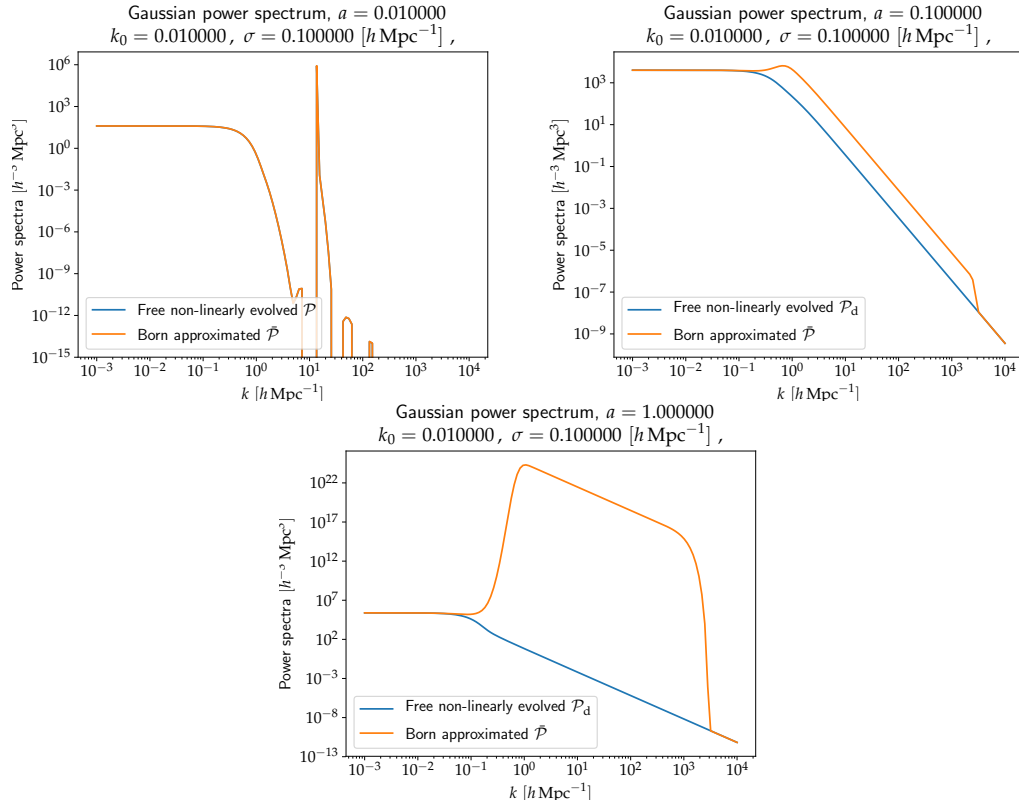 Gaussian power spectrum, a = 0.010000
k₀ = 0.010000 , σ = 0.100000 [h Mpc⁻¹] ,
Power spectra [h⁻³ Mpc³]
10⁶
10³
10⁰
10⁻³
10⁻⁶
10⁻⁹
10⁻¹²
10⁻¹⁵
Free non-linearly evolved 𝒫
Born approximated 𝒫̄
10⁻³ 10⁻² 10⁻¹ 10⁰ 10¹ 10² 10³ 10⁴
k [h Mpc⁻¹]
Gaussian power spectrum, a = 0.100000
k₀ = 0.010000 , σ = 0.100000 [h Mpc⁻¹] ,
Power spectra [h⁻³ Mpc³]
10³
10¹
10⁻¹
10⁻³
10⁻⁵
10⁻⁷
10⁻⁹
Free non-linearly evolved 𝒫_d
Born approximated 𝒫̄
10⁻³ 10⁻² 10⁻¹ 10⁰ 10¹ 10² 10³ 10⁴
k [h Mpc⁻¹]
Gaussian power spectrum, a = 1.000000
k₀ = 0.010000 , σ = 0.100000 [h Mpc⁻¹] ,
Power spectra [h⁻³ Mpc³]
10²²
10¹⁷
10¹²
10⁷
10²
10⁻³
10⁻⁸
10⁻¹³
Free non-linearly evolved 𝒫_d
Born approximated 𝒫̄
10⁻³ 10⁻² 10⁻¹ 10⁰ 10¹ 10² 10³ 10⁴
k [h Mpc⁻¹]